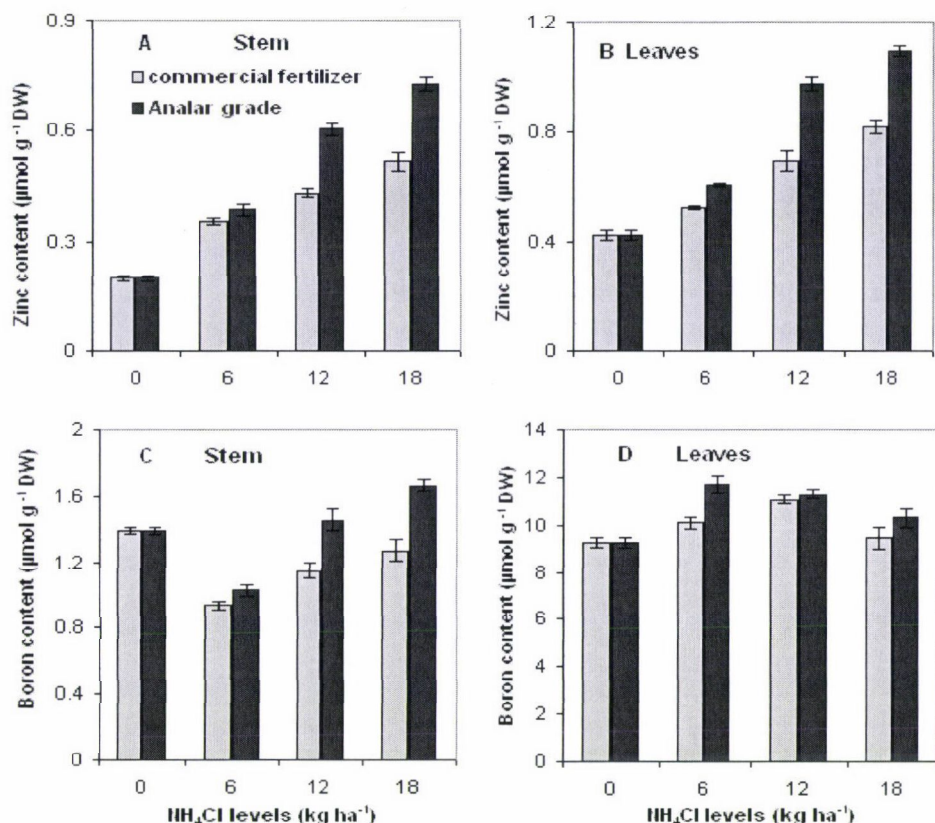 A Stem
commercial fertilizer
Analar grade
Zinc content (µmol g⁻¹ DW)
0.9
0.6
0.3
0
0 6 12 18
B Leaves
Zinc content (µmol g⁻¹ DW)
1.2
0.8
0.4
0
0 6 12 18
C Stem
Boron content (µmol g⁻¹ DW)
2
1.6
1.2
0.8
0.4
0
0 6 12 18
NH₄Cl levels (kg ha⁻¹)
D Leaves
Boron content (µmol g⁻¹ DW)
14
12
10
8
6
4
2
0
0 6 12 18
NH₄Cl levels (kg ha⁻¹)